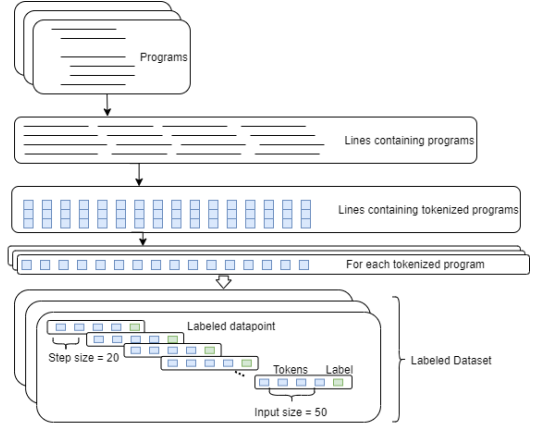 Programs
Lines containing programs
Lines containing tokenized programs
For each tokenized program
Labeled datapoint
Step size = 20
Labeled Dataset
Tokens Label
Input size = 50